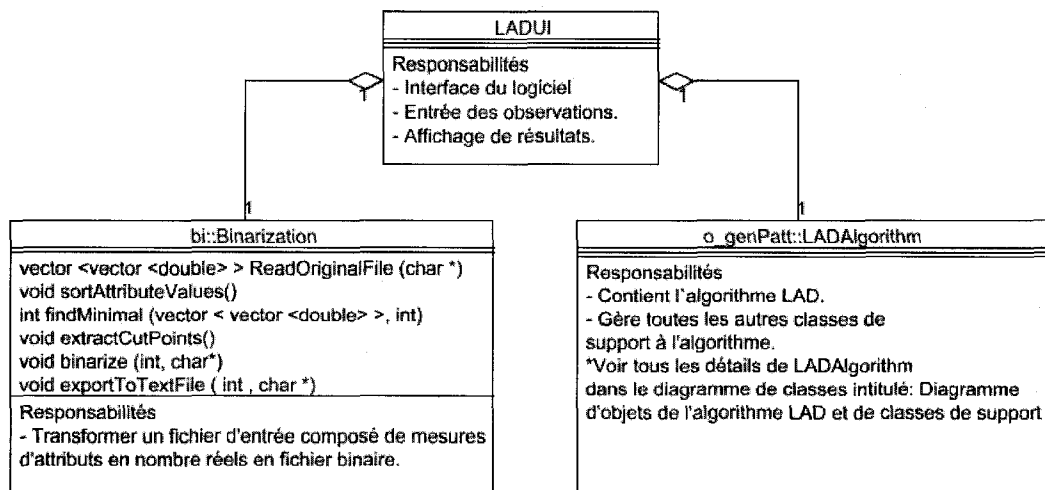 LADUI
Responsabilités
- Interface du logiciel
- Entrée des observations.
- Affichage de résultats.
1
1
1
1
bi::Binarization
vector <vector <double> > ReadOriginalFile (char *)
void sortAttributeValues()
int findMinimal (vector < vector <double> >, int)
void extractCutPoints()
void binarize (int, char*)
void exportToTextFile ( int , char *)
Responsabilités
- Transformer un fichier d'entrée composé de mesures
d'attributs en nombre réels en fichier binaire.
o_genPatt::LADAlgorithm
Responsabilités
- Contient l'algorithme LAD.
- Gère toutes les autres classes de
support à l'algorithme.
*Voir tous les détails de LADAlgorithm
dans le diagramme de classes intitulé: Diagramme
d'objets de l'algorithme LAD et de classes de support